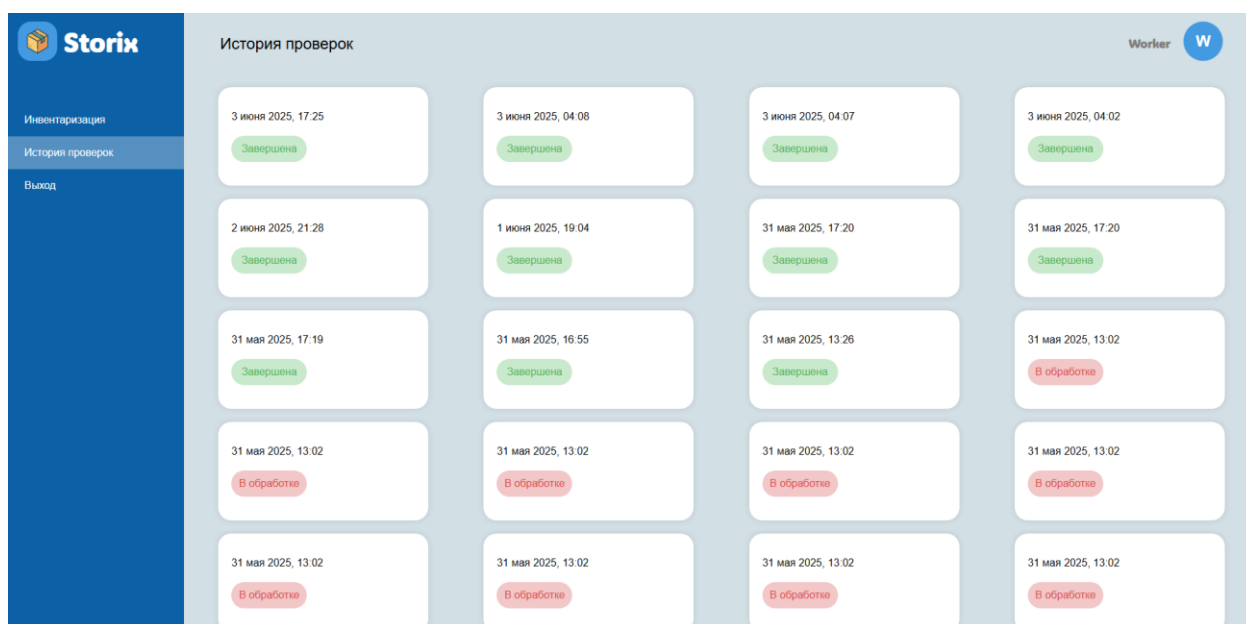 Storix
История проверок
Worker
W
Инвентаризация
История проверок
Выход
3 июня 2025, 17:25
3 июня 2025, 04:08
3 июня 2025, 04:07
3 июня 2025, 04:02
Завершена
Завершена
Завершена
Завершена
2 июня 2025, 21:28
1 июня 2025, 19:04
31 мая 2025, 17:20
31 мая 2025, 17:20
Завершена
Завершена
Завершена
Завершена
31 мая 2025, 17:19
31 мая 2025, 16:55
31 мая 2025, 13:26
31 мая 2025, 13:02
Завершена
Завершена
Завершена
В обработке
31 мая 2025, 13:02
31 мая 2025, 13:02
31 мая 2025, 13:02
31 мая 2025, 13:02
В обработке
В обработке
В обработке
В обработке
31 мая 2025, 13:02
31 мая 2025, 13:02
31 мая 2025, 13:02
31 мая 2025, 13:02
В обработке
В обработке
В обработке
В обработке